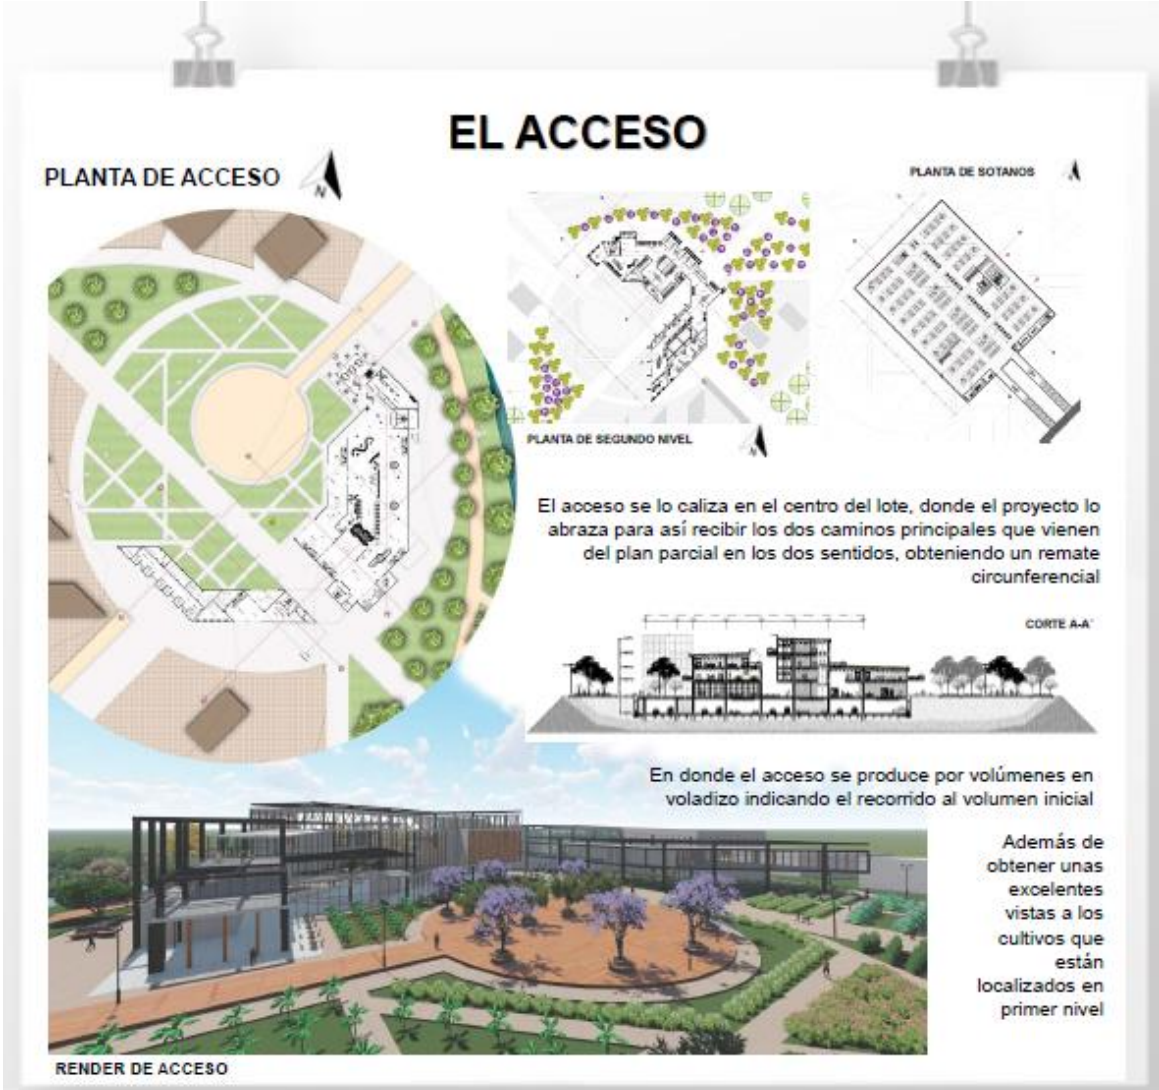 EL ACCESO
PLANTA DE ACCESO
N
PLANTA DE SOTANOS
PLANTA DE SEGUNDO NIVEL
El acceso se lo caliza en el centro del lote, donde el proyecto lo
abraza para así recibir los dos caminos principales que vienen
del plan parcial en los dos sentidos, obteniendo un remate
circunferencial
CORTE A-A'
En donde el acceso se produce por volúmenes en
voladizo indicando el recorrido al volumen inicial
Además de
obtener unas
excelentes
vistas a los
cultivos que
están
localizados en
primer nivel
RENDER DE ACCESO